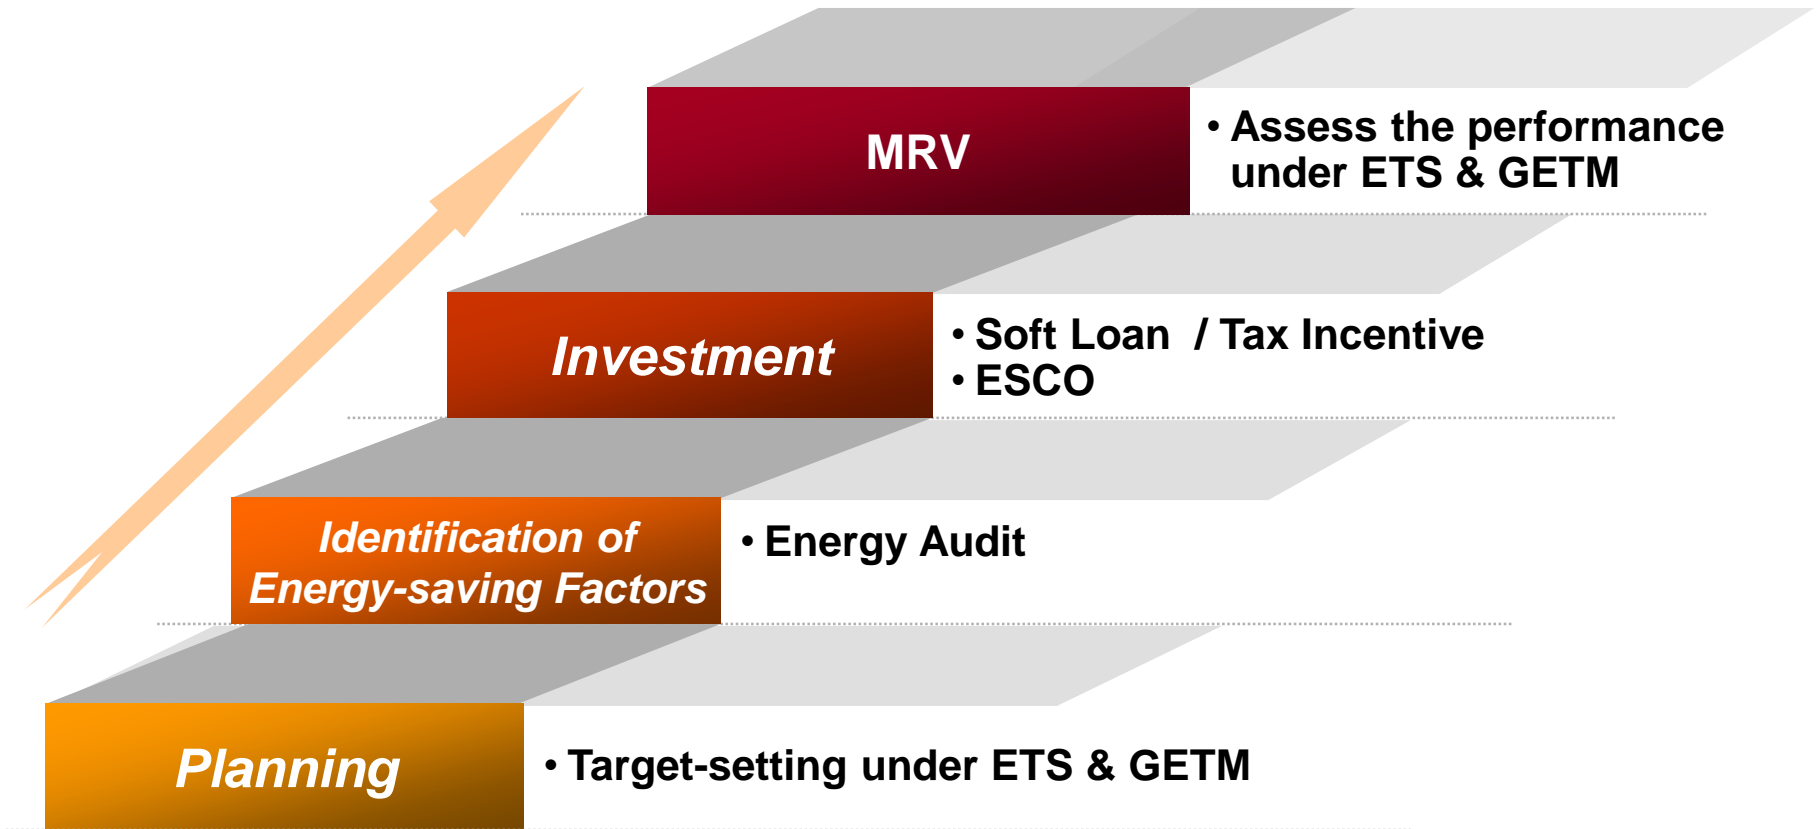 MRV
• Assess the performance
under ETS & GETM
Investment
• Soft Loan / Tax Incentive
• ESCO
Identification of
Energy-saving Factors
• Energy Audit
Planning
• Target-setting under ETS & GETM